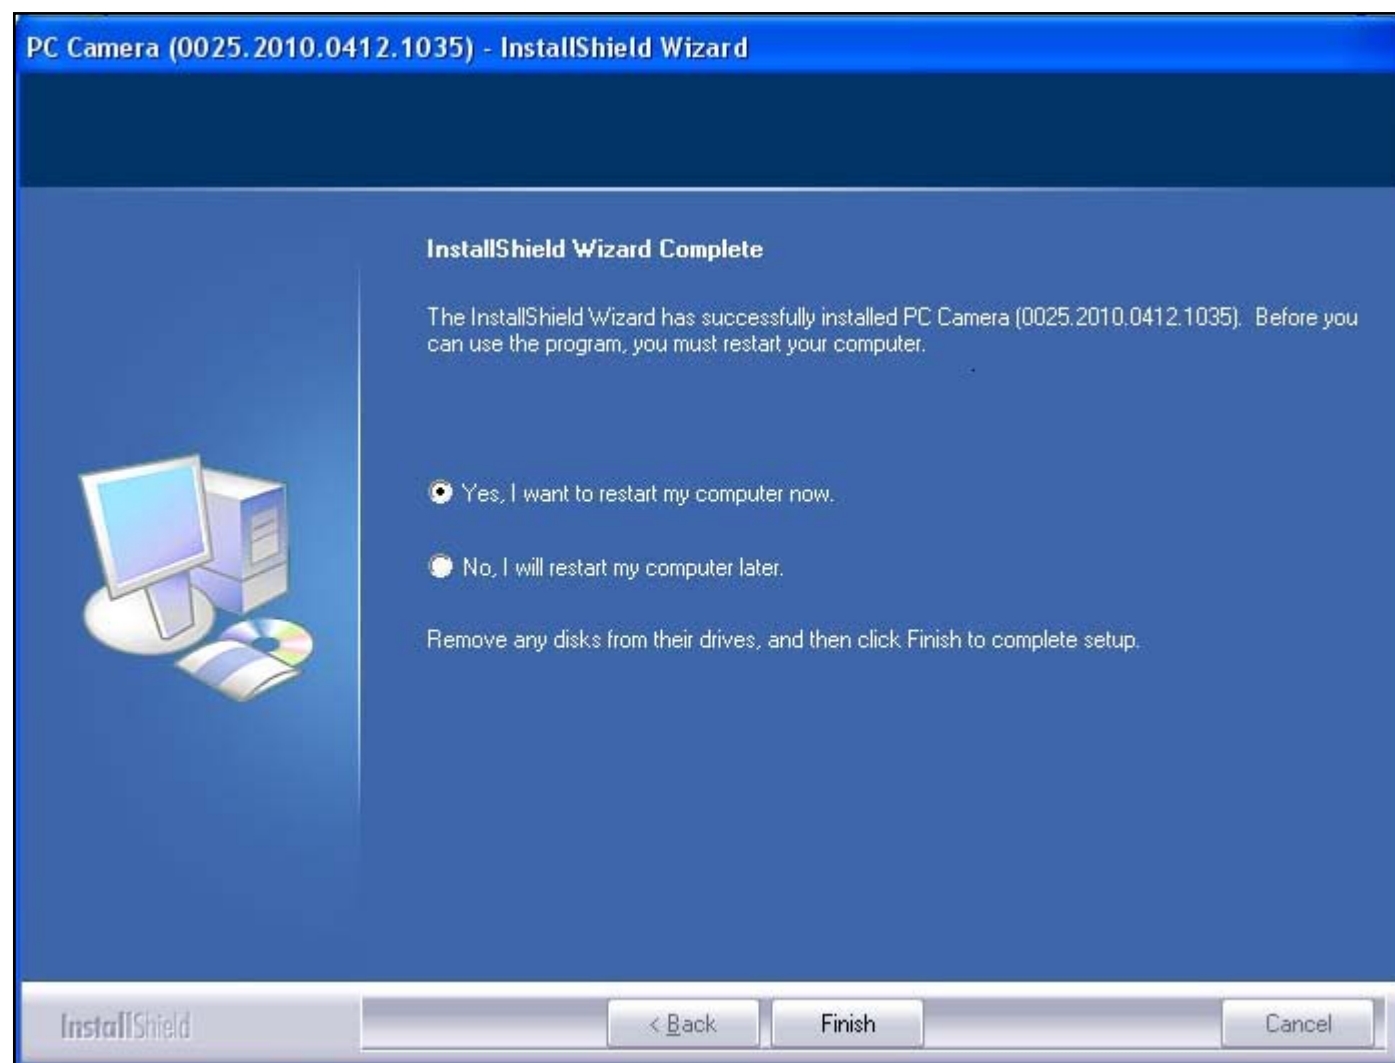 PC Camera (0025.2010.0412.1035) - InstallShield Wizard
InstallShield Wizard Complete
The InstallShield Wizard has successfully installed PC Camera (0025.2010.0412.1035).  Before you
can use the program, you must restart your computer.
Yes, I want to restart my computer now.
No, I will restart my computer later.
Remove any disks from their drives, and then click Finish to complete setup.
InstallShield
< Back
Finish
Cancel